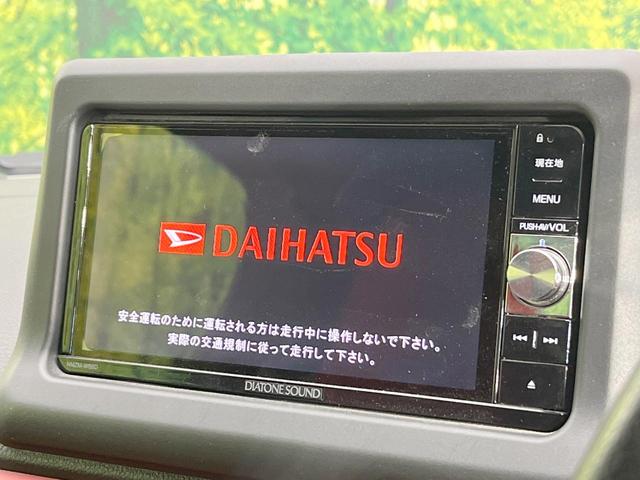 現在地
MENU
PUSH-AV/VOL
DAIHATSU
安全運転のために運転される方は走行中に操作しないで下さい。
実際の交通規制に従って走行して下さい。
DIATONE SOUND